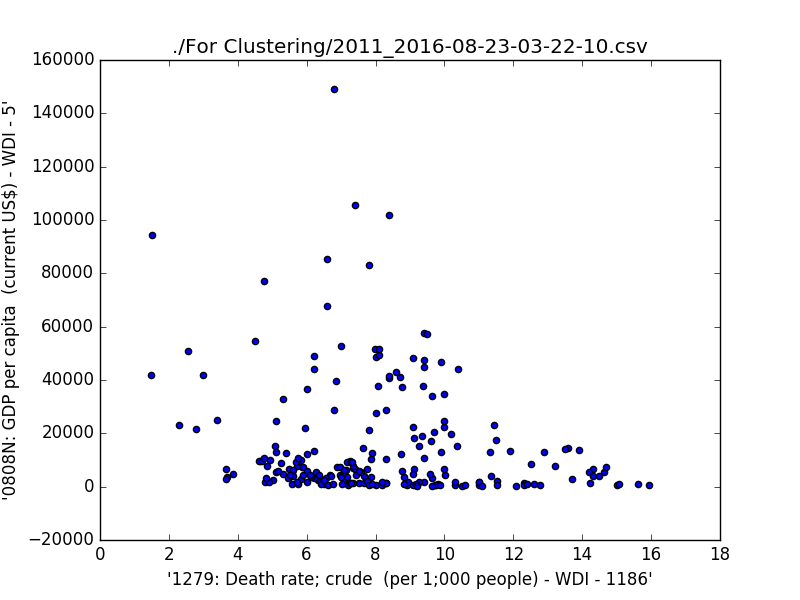 ./For Clustering/2011_2016-08-23-03-22-10.csv
160000
140000
120000
100000
80000
60000
40000
20000
0
−20000
'0808N: GDP per capita  (current US$) - WDI - 5'
0 2 4 6 8 10 12 14 16 18
'1279: Death rate; crude  (per 1;000 people) - WDI - 1186'